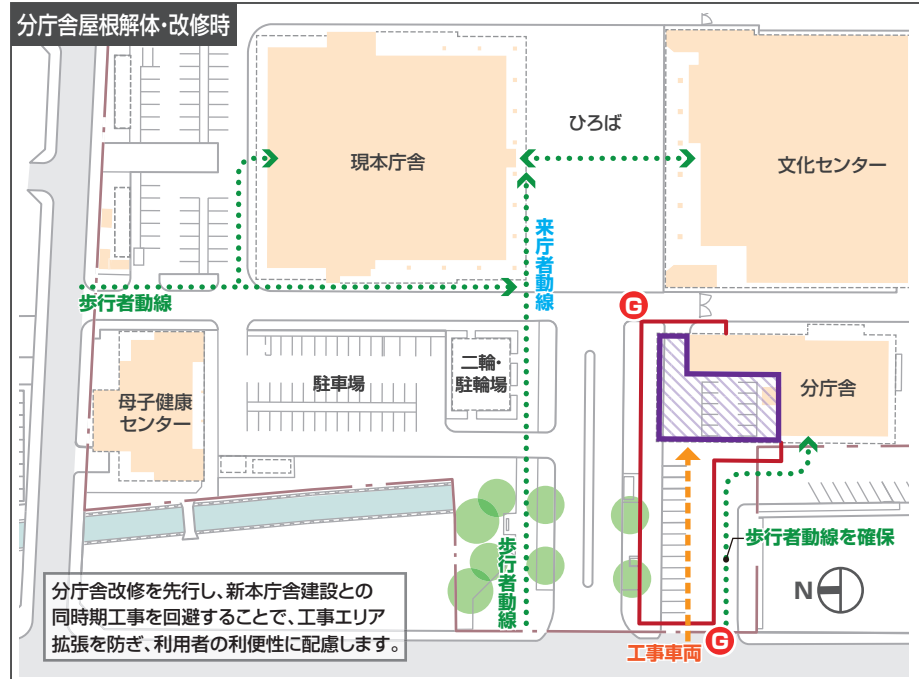 分庁舎屋根解体・改修時
ひろば
現本庁舎
文化センター
来庁者動線
歩行者動線
G
二輪・
駐輪場
駐車場
母子健康
センター
分庁舎
歩行者動線を確保
歩行者動線
N
分庁舎改修を先行し、新本庁舎建設との
同時期工事を回避することで、工事エリア
拡張を防ぎ、利用者の利便性に配慮します。
工事車両
G